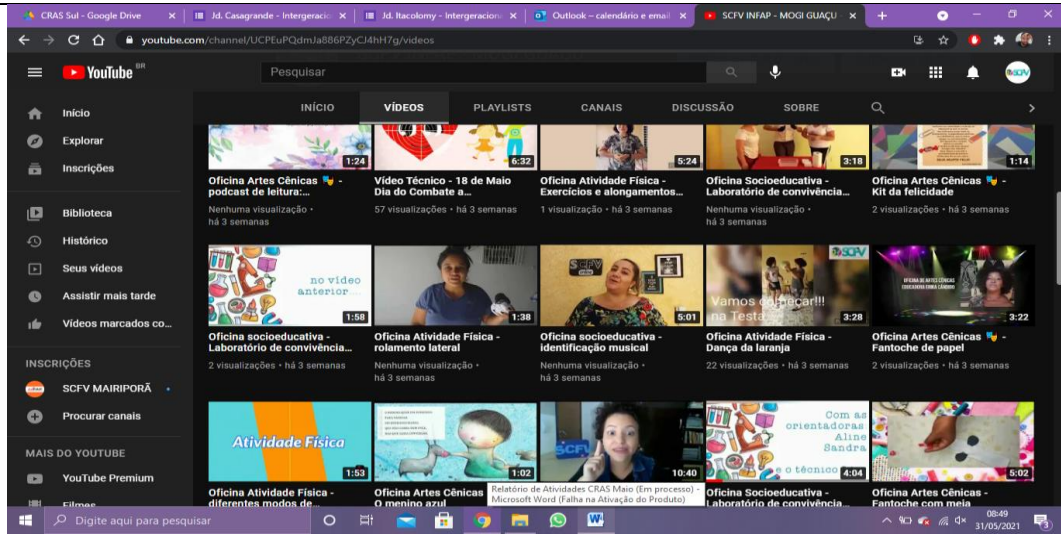 CRAS Sul - Google Drive
Jd. Casagrande - Intergeracio
Jd. Itacolomy - Intergeraciona
Outlook – calendário e email
SCFV INFAP - MOGI GUAÇU -
youtube.com/channel/UCPEuPQdmJa886PZyCJ4hH7g/videos
YouTube BR
Pesquisar
INÍCIO VÍDEOS PLAYLISTS CANAIS DISCUSSÃO SOBRE
Início
Explorar
Inscrições
Biblioteca
Histórico
Seus vídeos
Assistir mais tarde
Vídeos marcados co...
INSCRIÇÕES
SCFV MAIRIPORÃ
Procurar canais
MAIS DO YOUTUBE
YouTube Premium
Filmes
1:24
Oficina Artes Cênicas 🎭 -
podcast de leitura:...
Nenhuma visualização •
há 3 semanas
6:32
Vídeo Técnico - 18 de Maio
Dia do Combate a...
57 visualizações • há 3 semanas
5:24
Oficina Atividade Física -
Exercícios e alongamentos...
1 visualização • há 3 semanas
3:18
Oficina Socioeducativa -
Laboratório de convivência...
Nenhuma visualização •
há 3 semanas
1:14
Oficina Artes Cênicas 🎭 -
Kit da felicidade
2 visualizações • há 3 semanas
no vídeo
anterior
1:58
Oficina socioeducativa -
Laboratório de convivência...
2 visualizações • há 3 semanas
1:38
Oficina Atividade Física -
rolamento lateral
Nenhuma visualização •
há 3 semanas
SCFV
5:01
Oficina socioeducativa -
identificação musical
Nenhuma visualização •
há 3 semanas
SCFV
Vamos começar!!!
na Testa
3:28
Oficina Atividade Física -
Dança da laranja
22 visualizações • há 3 semanas
OFICINA DE ARTES CÊNICAS
3:22
Oficina Artes Cênicas 🎭 -
Fantoche de papel
2 visualizações • há 3 semanas
Atividade Física
1:53
Oficina Atividade Física -
diferentes modos de...
1:02
Oficina Artes Cênicas
O menino azul
SCFV
10:40
Relatório de Atividades CRAS Maio (Em processo) -
Microsoft Word (Falha na Ativação do Produto)
Com as
orientadoras
Aline
Sandra
e o técnico
4:04
Oficina Socioeducativa -
Laboratório de convivência...
5:02
Oficina Artes Cênicas -
Fantoche com meia
Digite aqui para pesquisar
08:49
31/05/2021